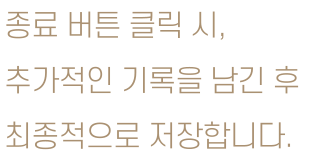 종료 버튼 클릭 시,
추가적인 기록을 남긴 후
최종적으로 저장합니다.